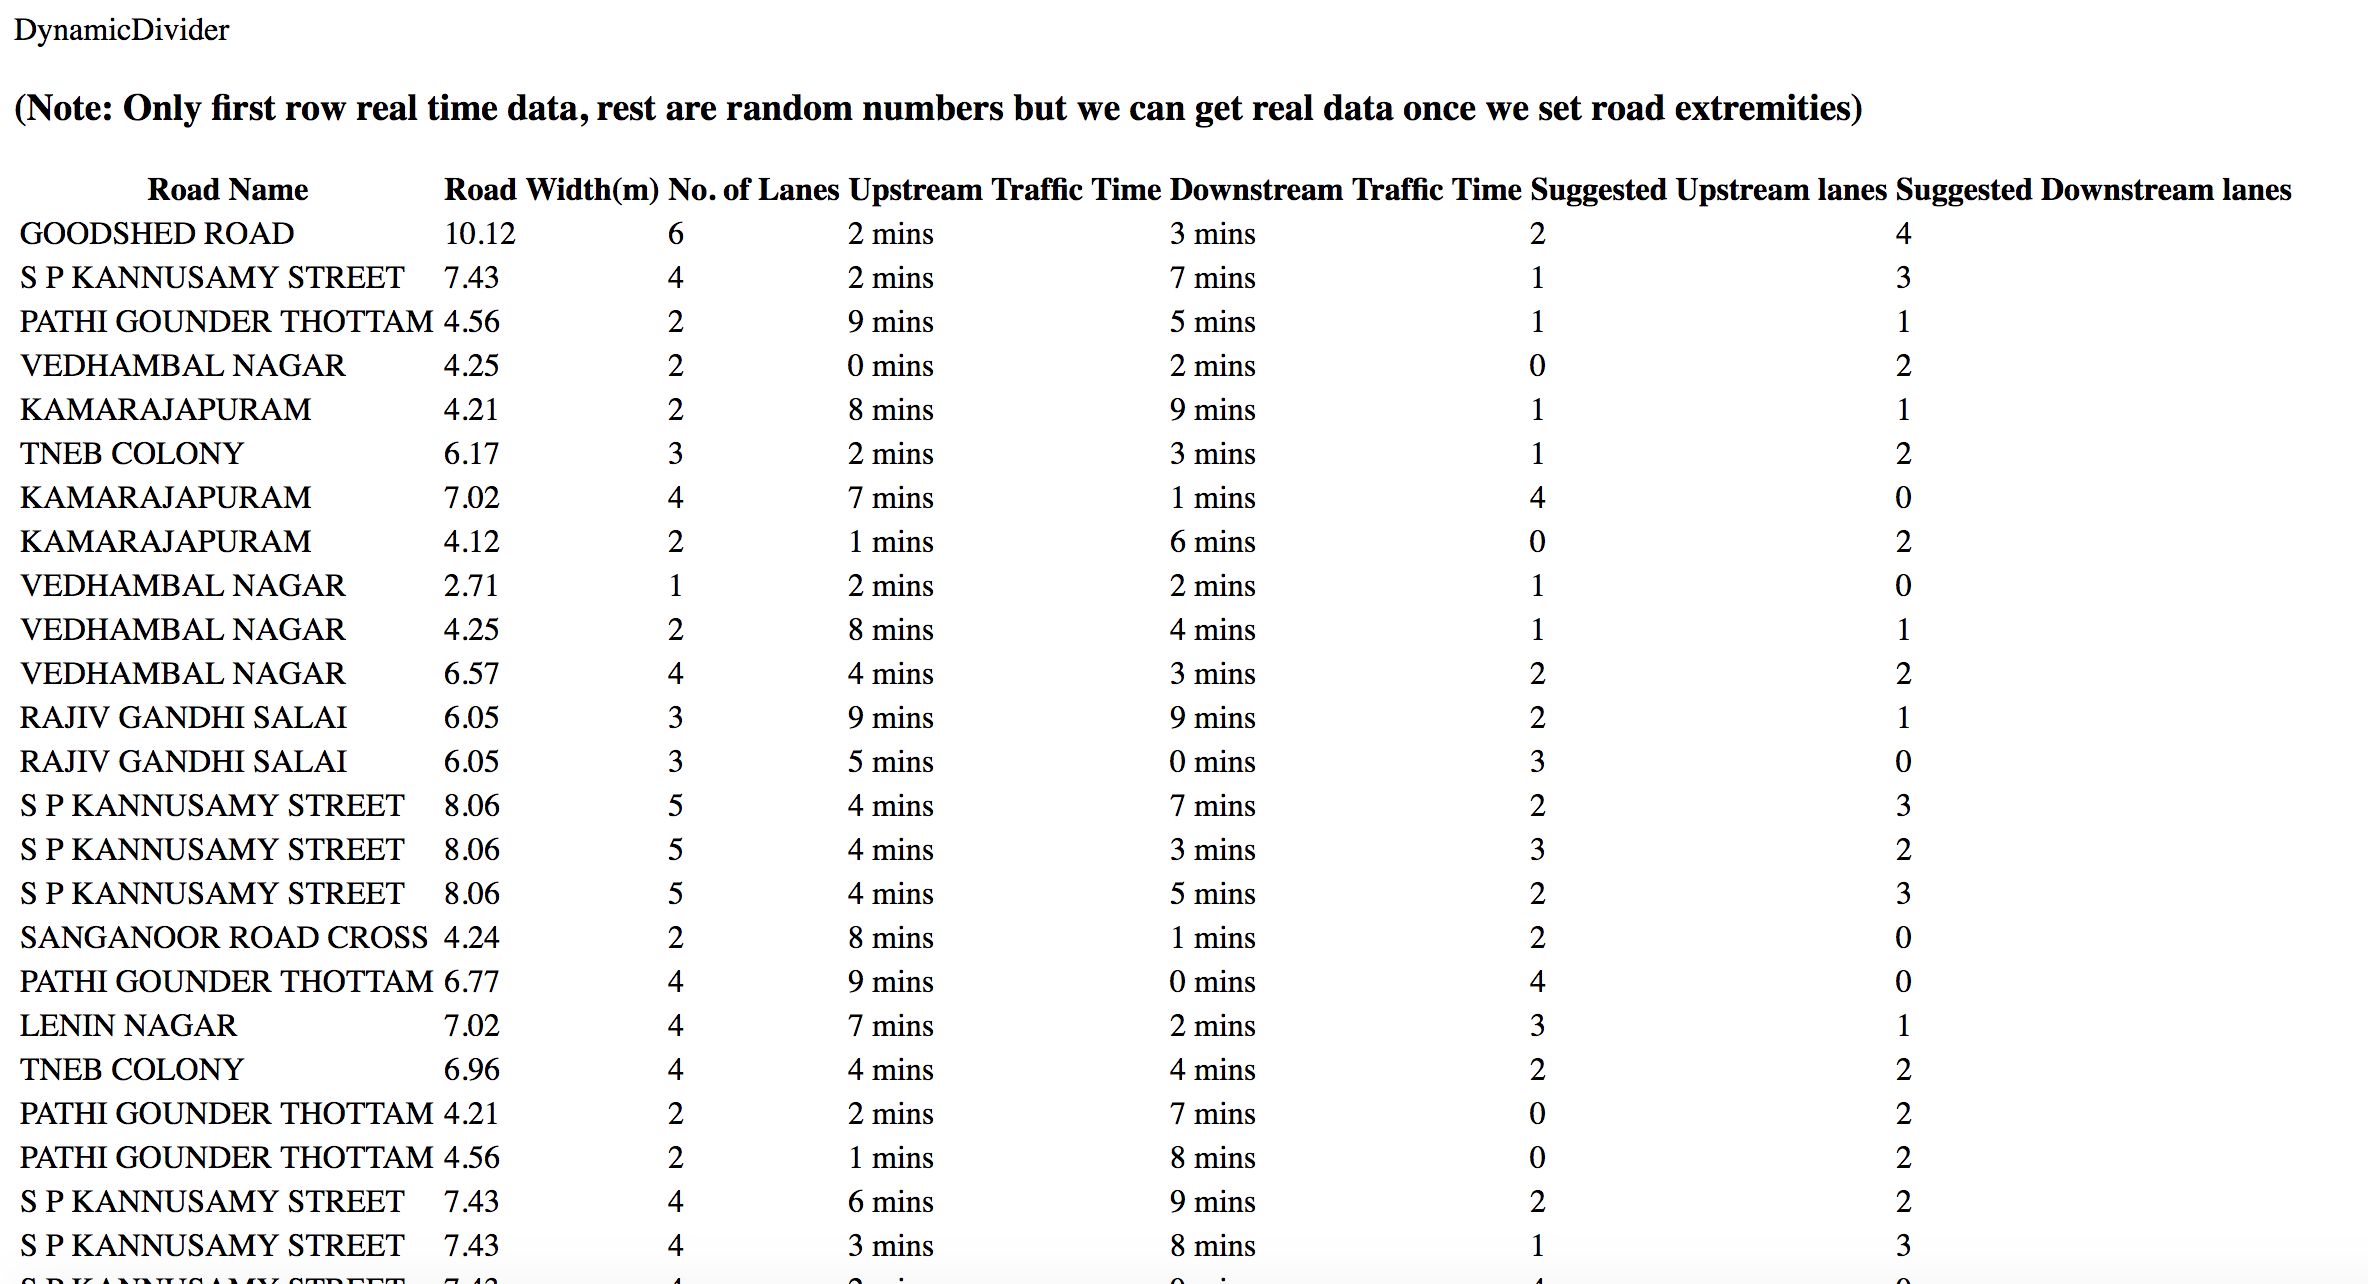 DynamicDivider
(Note: Only first row real time data, rest are random numbers but we can get real data once we set road extremities)
Road Name Road Width(m) No. of Lanes Upstream Traffic Time Downstream Traffic Time Suggested Upstream lanes Suggested Downstream lanes
GOODSHED ROAD 10.12 6 2 mins 3 mins 2 4
S P KANNUSAMY STREET 7.43 4 2 mins 7 mins 1 3
PATHI GOUNDER THOTTAM 4.56 2 9 mins 5 mins 1 1
VEDHAMBAL NAGAR 4.25 2 0 mins 2 mins 0 2
KAMARAJAPURAM 4.21 2 8 mins 9 mins 1 1
TNEB COLONY 6.17 3 2 mins 3 mins 1 2
KAMARAJAPURAM 7.02 4 7 mins 1 mins 4 0
KAMARAJAPURAM 4.12 2 1 mins 6 mins 0 2
VEDHAMBAL NAGAR 2.71 1 2 mins 2 mins 1 0
VEDHAMBAL NAGAR 4.25 2 8 mins 4 mins 1 1
VEDHAMBAL NAGAR 6.57 4 4 mins 3 mins 2 2
RAJIV GANDHI SALAI 6.05 3 9 mins 9 mins 2 1
RAJIV GANDHI SALAI 6.05 3 5 mins 0 mins 3 0
S P KANNUSAMY STREET 8.06 5 4 mins 7 mins 2 3
S P KANNUSAMY STREET 8.06 5 4 mins 3 mins 3 2
S P KANNUSAMY STREET 8.06 5 4 mins 5 mins 2 3
SANGANOOR ROAD CROSS 4.24 2 8 mins 1 mins 2 0
PATHI GOUNDER THOTTAM 6.77 4 9 mins 0 mins 4 0
LENIN NAGAR 7.02 4 7 mins 2 mins 3 1
TNEB COLONY 6.96 4 4 mins 4 mins 2 2
PATHI GOUNDER THOTTAM 4.21 2 2 mins 7 mins 0 2
PATHI GOUNDER THOTTAM 4.56 2 1 mins 8 mins 0 2
S P KANNUSAMY STREET 7.43 4 6 mins 9 mins 2 2
S P KANNUSAMY STREET 7.43 4 3 mins 8 mins 1 3